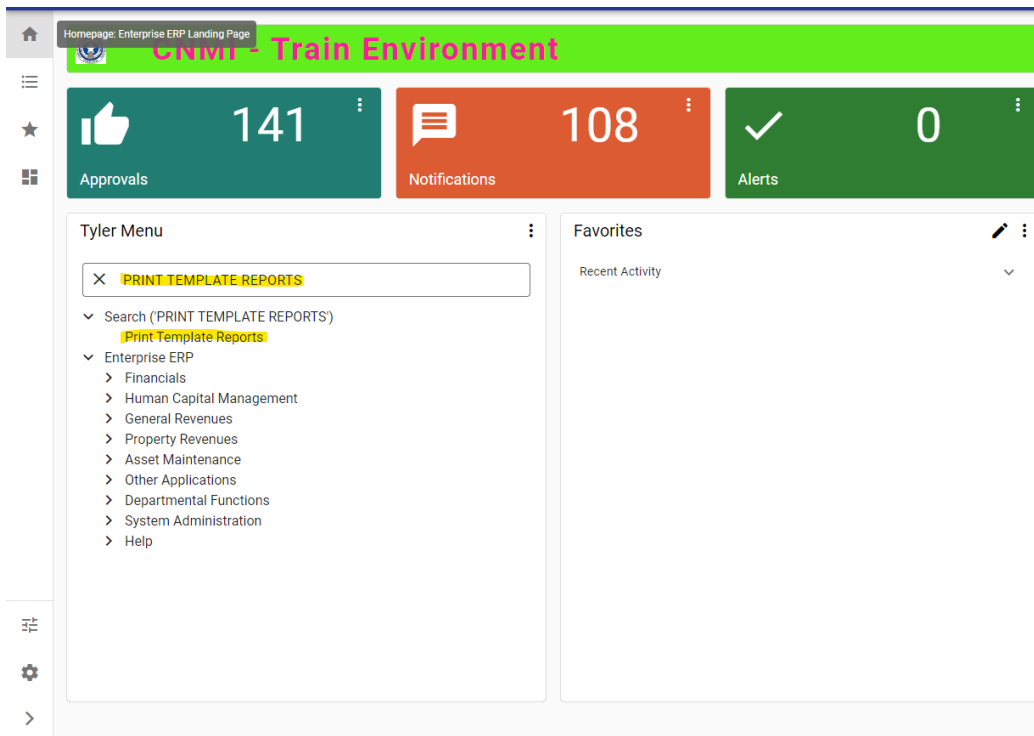 Homepage: Enterprise ERP Landing Page
CNMI - Train Environment
141
Approvals
108
Notifications
0
Alerts
Tyler Menu
PRINT TEMPLATE REPORTS
Search ('PRINT TEMPLATE REPORTS')
Print Template Reports
Enterprise ERP
Financials
Human Capital Management
General Revenues
Property Revenues
Asset Maintenance
Other Applications
Departmental Functions
System Administration
Help
Favorites
Recent Activity